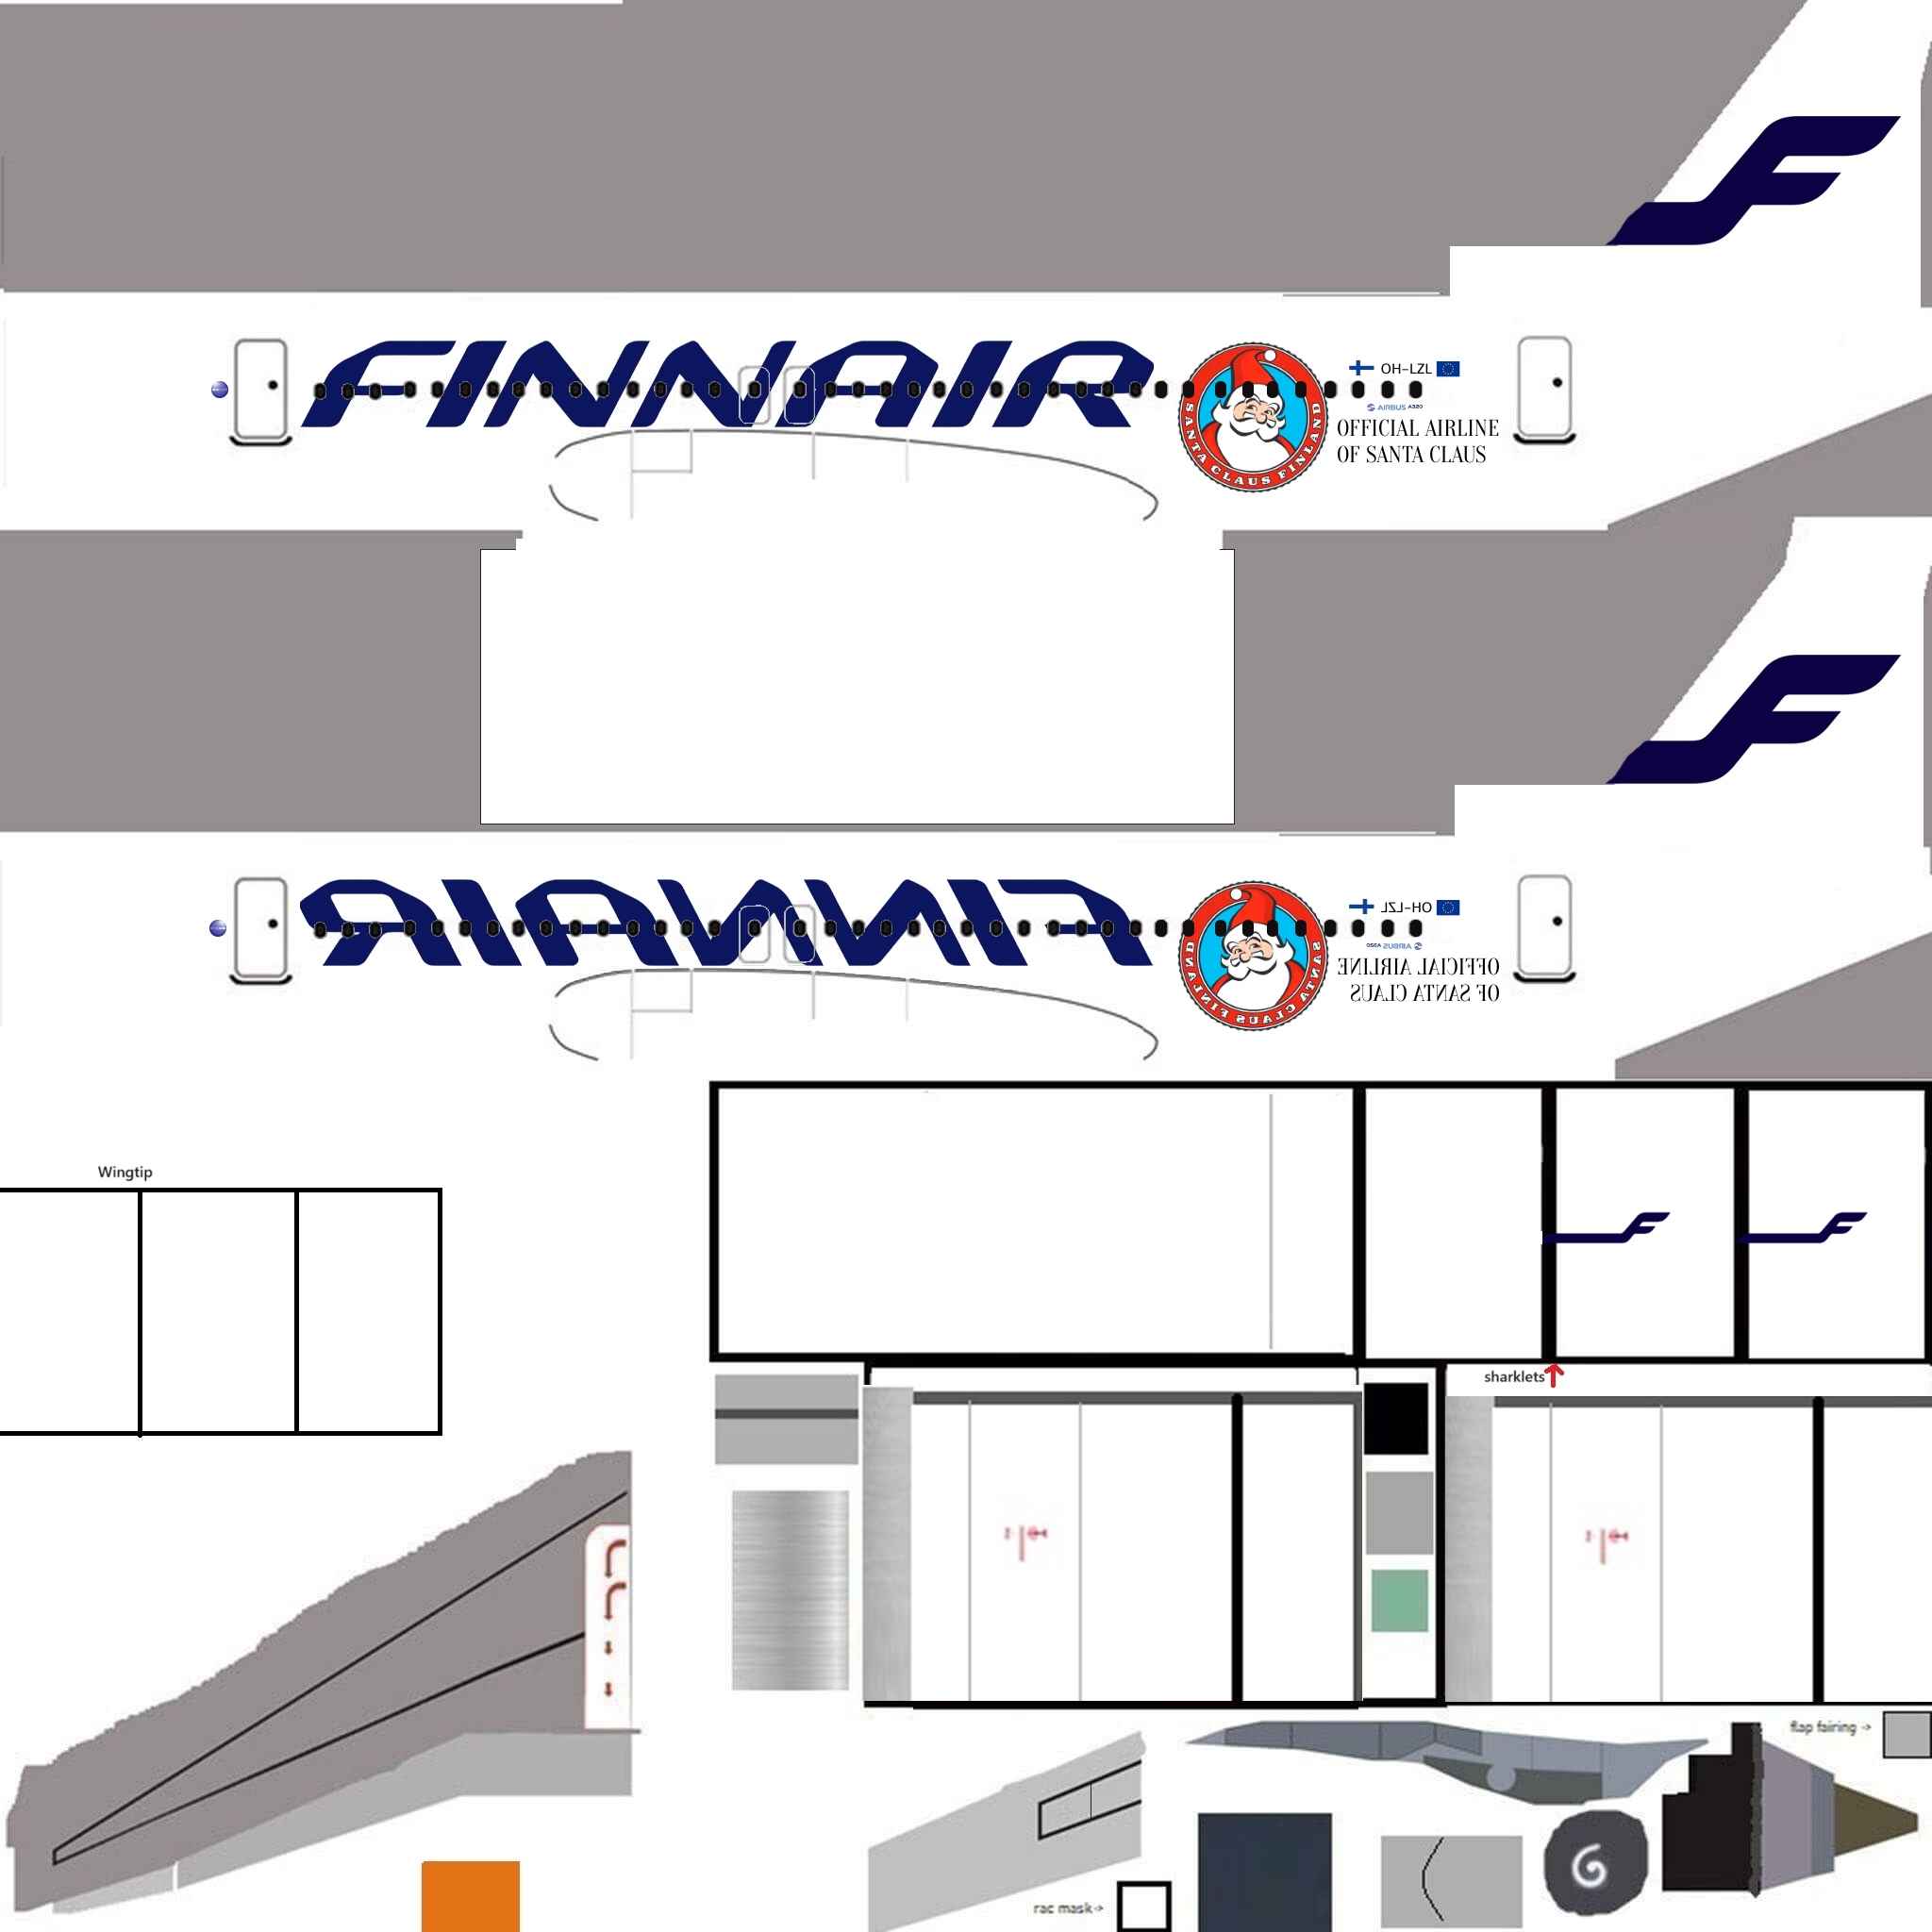 F
FINNAIR
OH-LZL
AIRBUS A320
SANTA CLAUS FINLAND
OFFICIAL AIRLINE
OF SANTA CLAUS
F
FINNAIR
OH-LZL
AIRBUS A320
SANTA CLAUS FINLAND
OFFICIAL AIRLINE
OF SANTA CLAUS
Wingtip
F
F
sharklets
flap fairing ->
rac mask->